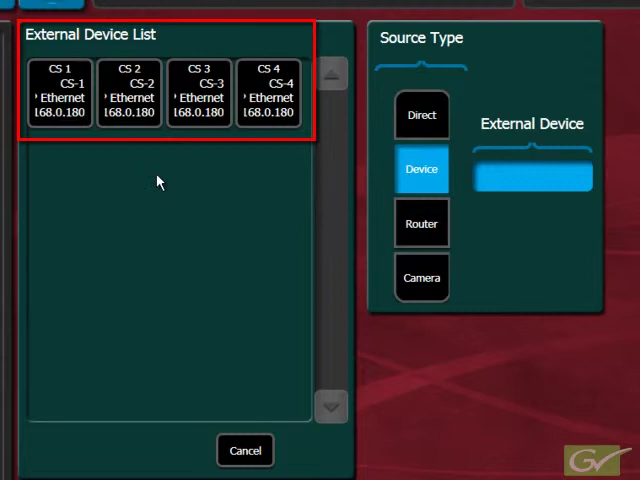 External Device List
CS 1
CS-1
Ethernet
168.0.180
CS 2
CS-2
Ethernet
168.0.180
CS 3
CS-3
Ethernet
168.0.180
CS 4
CS-4
Ethernet
168.0.180
Cancel
Source Type
Direct
Device
Router
Camera
External Device
GV